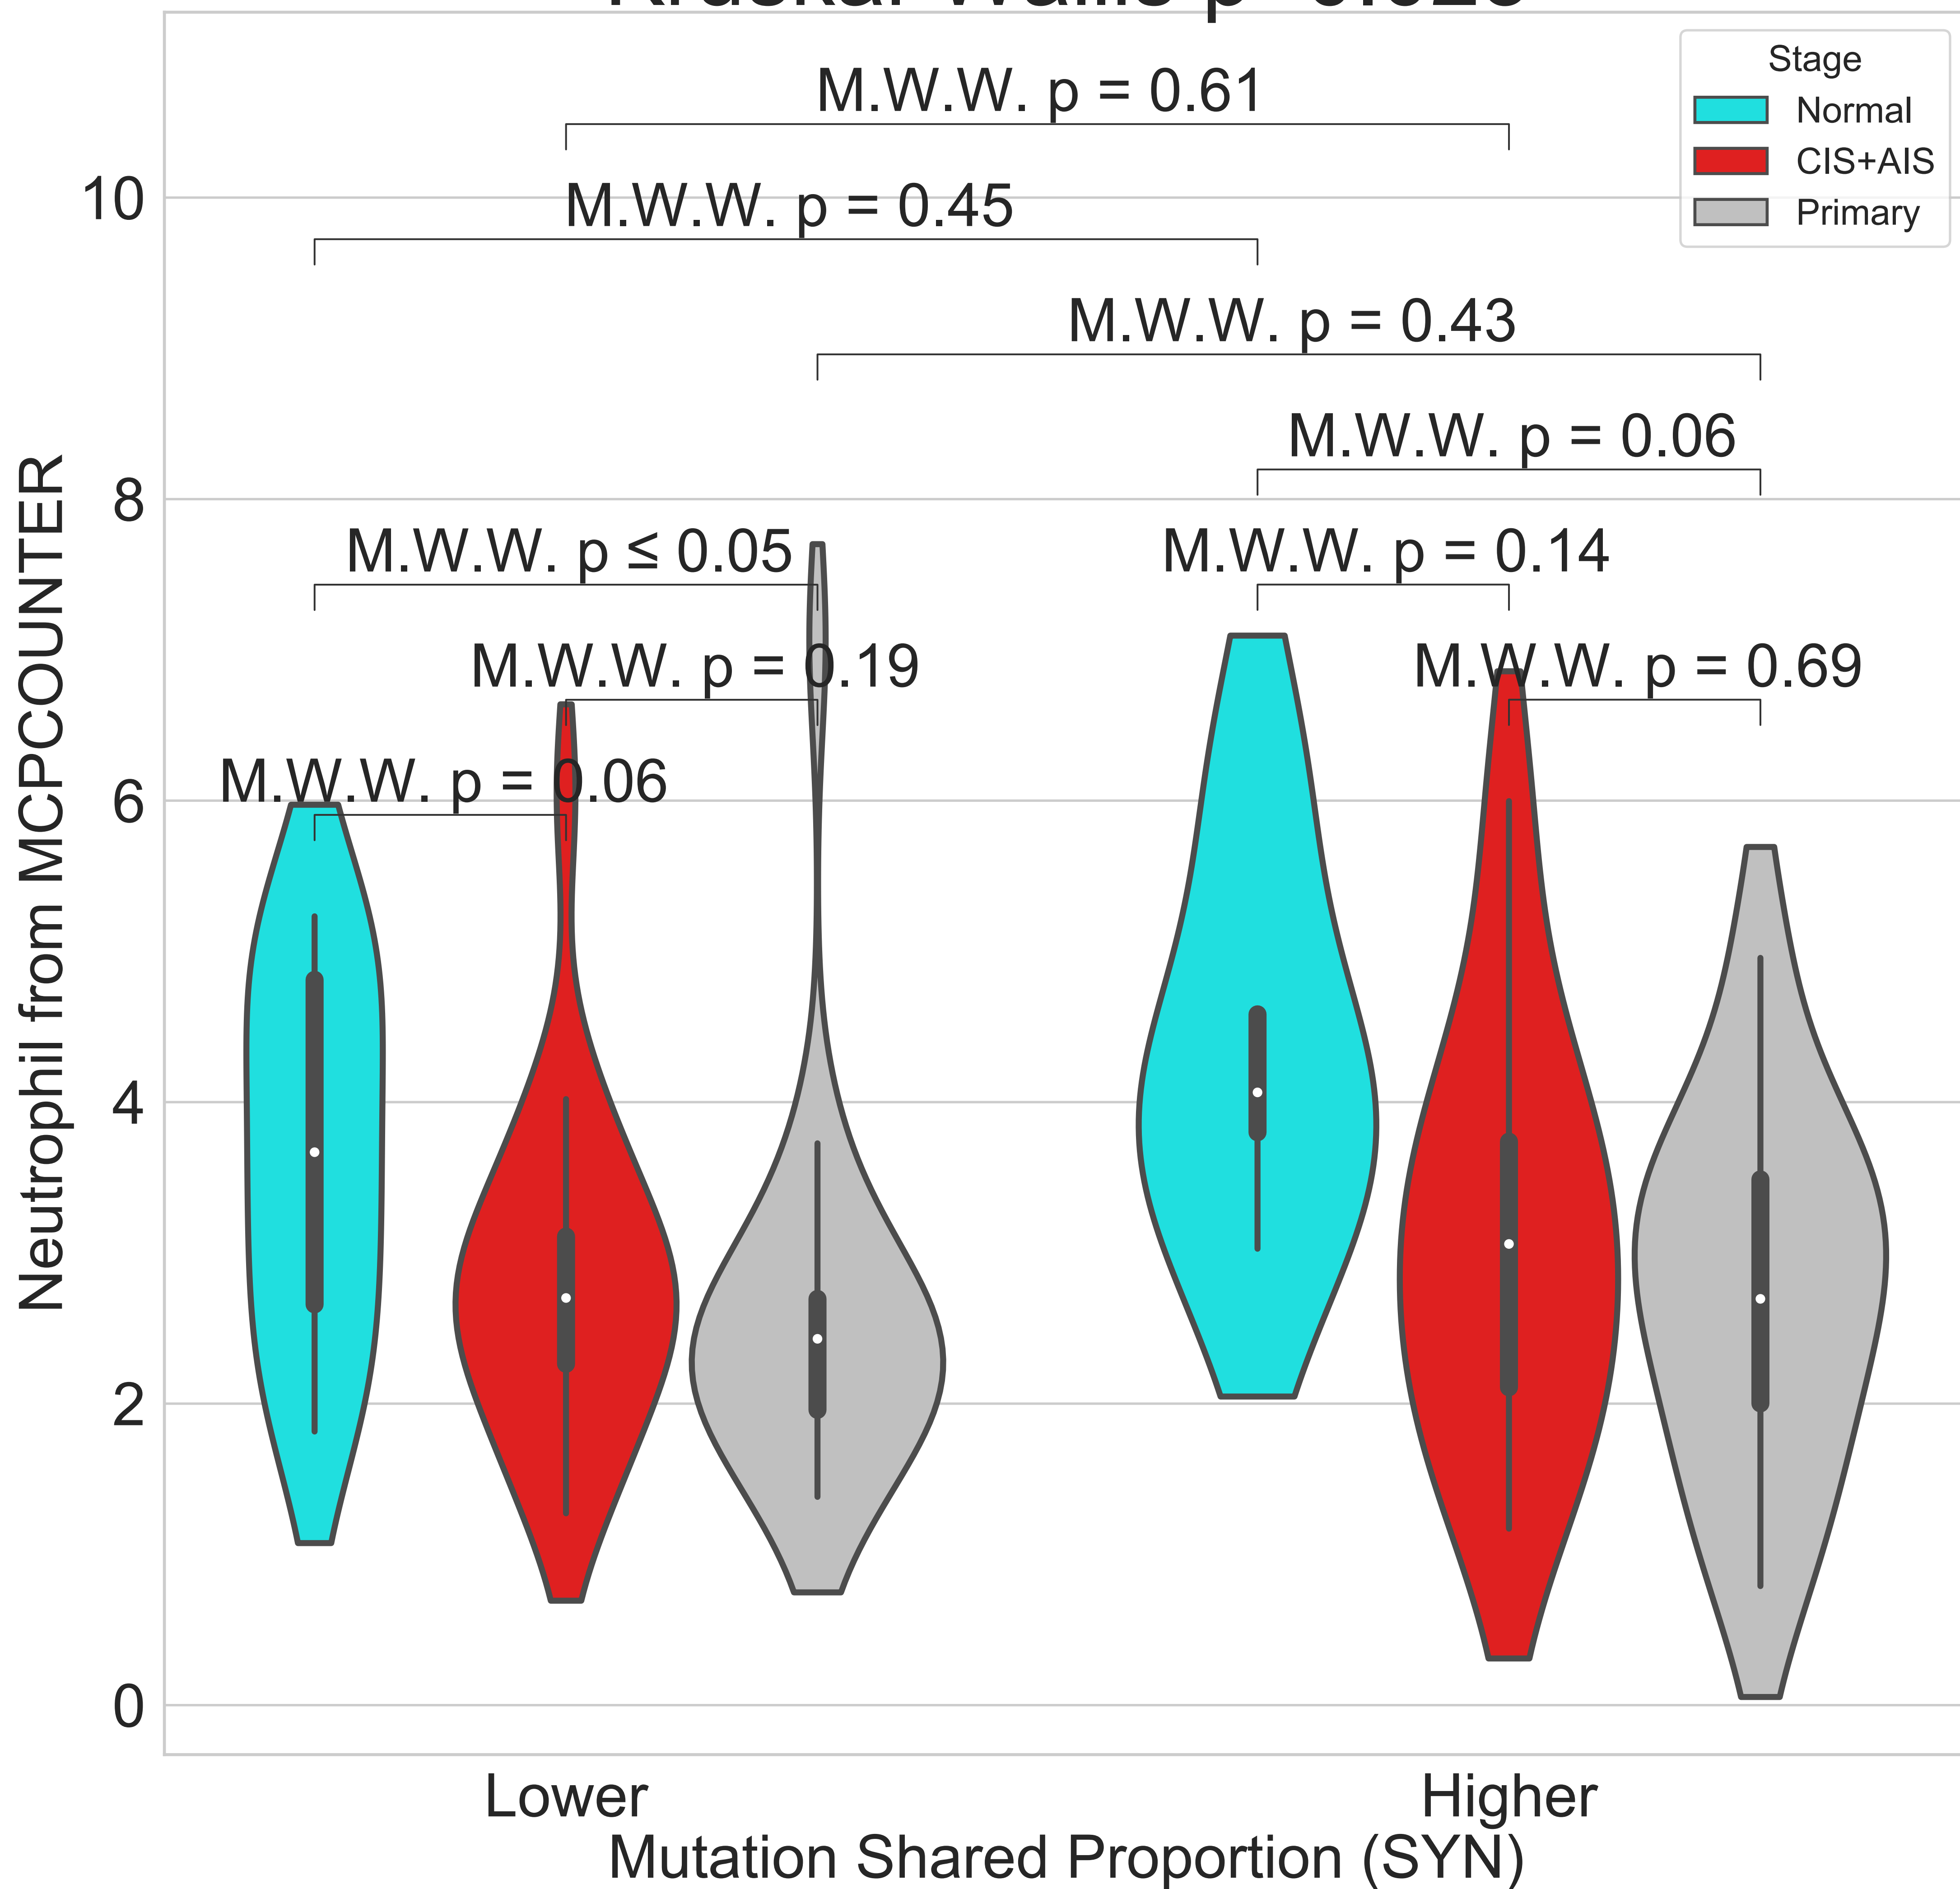 Stage
Normal
CIS+AIS
Primary
M.W.W. p = 0.61
M.W.W. p = 0.45
M.W.W. p = 0.43
M.W.W. p = 0.06
M.W.W. p ≤ 0.05
M.W.W. p = 0.14
M.W.W. p = 0.19
M.W.W. p = 0.69
M.W.W. p = 0.06
Neutrophil from MCPCOUNTER
10
8
6
4
2
0
Lower
Higher
Mutation Shared Proportion (SYN)